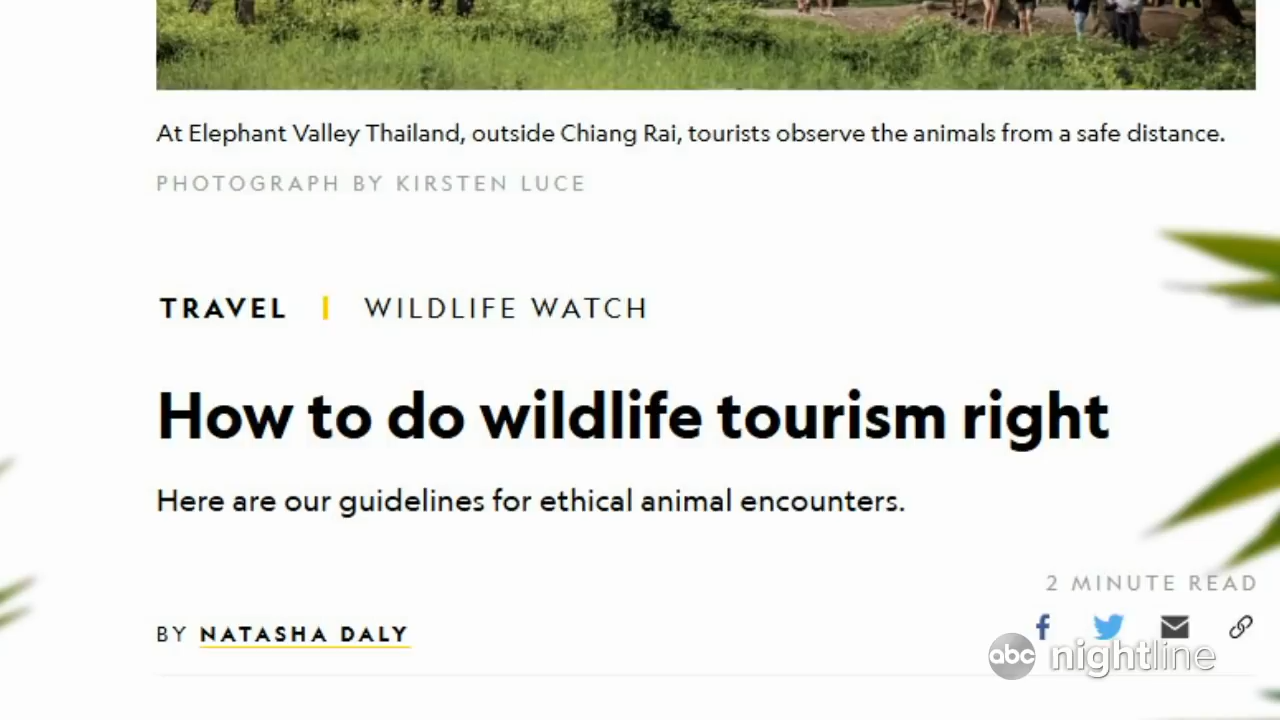 At Elephant Valley Thailand, outside Chiang Rai, tourists observe the animals from a safe distance.
PHOTOGRAPH BY KIRSTEN LUCE
TRAVEL | WILDLIFE WATCH
How to do wildlife tourism right
Here are our guidelines for ethical animal encounters.
2 MINUTE READ
BY NATASHA DALY
abc nightline